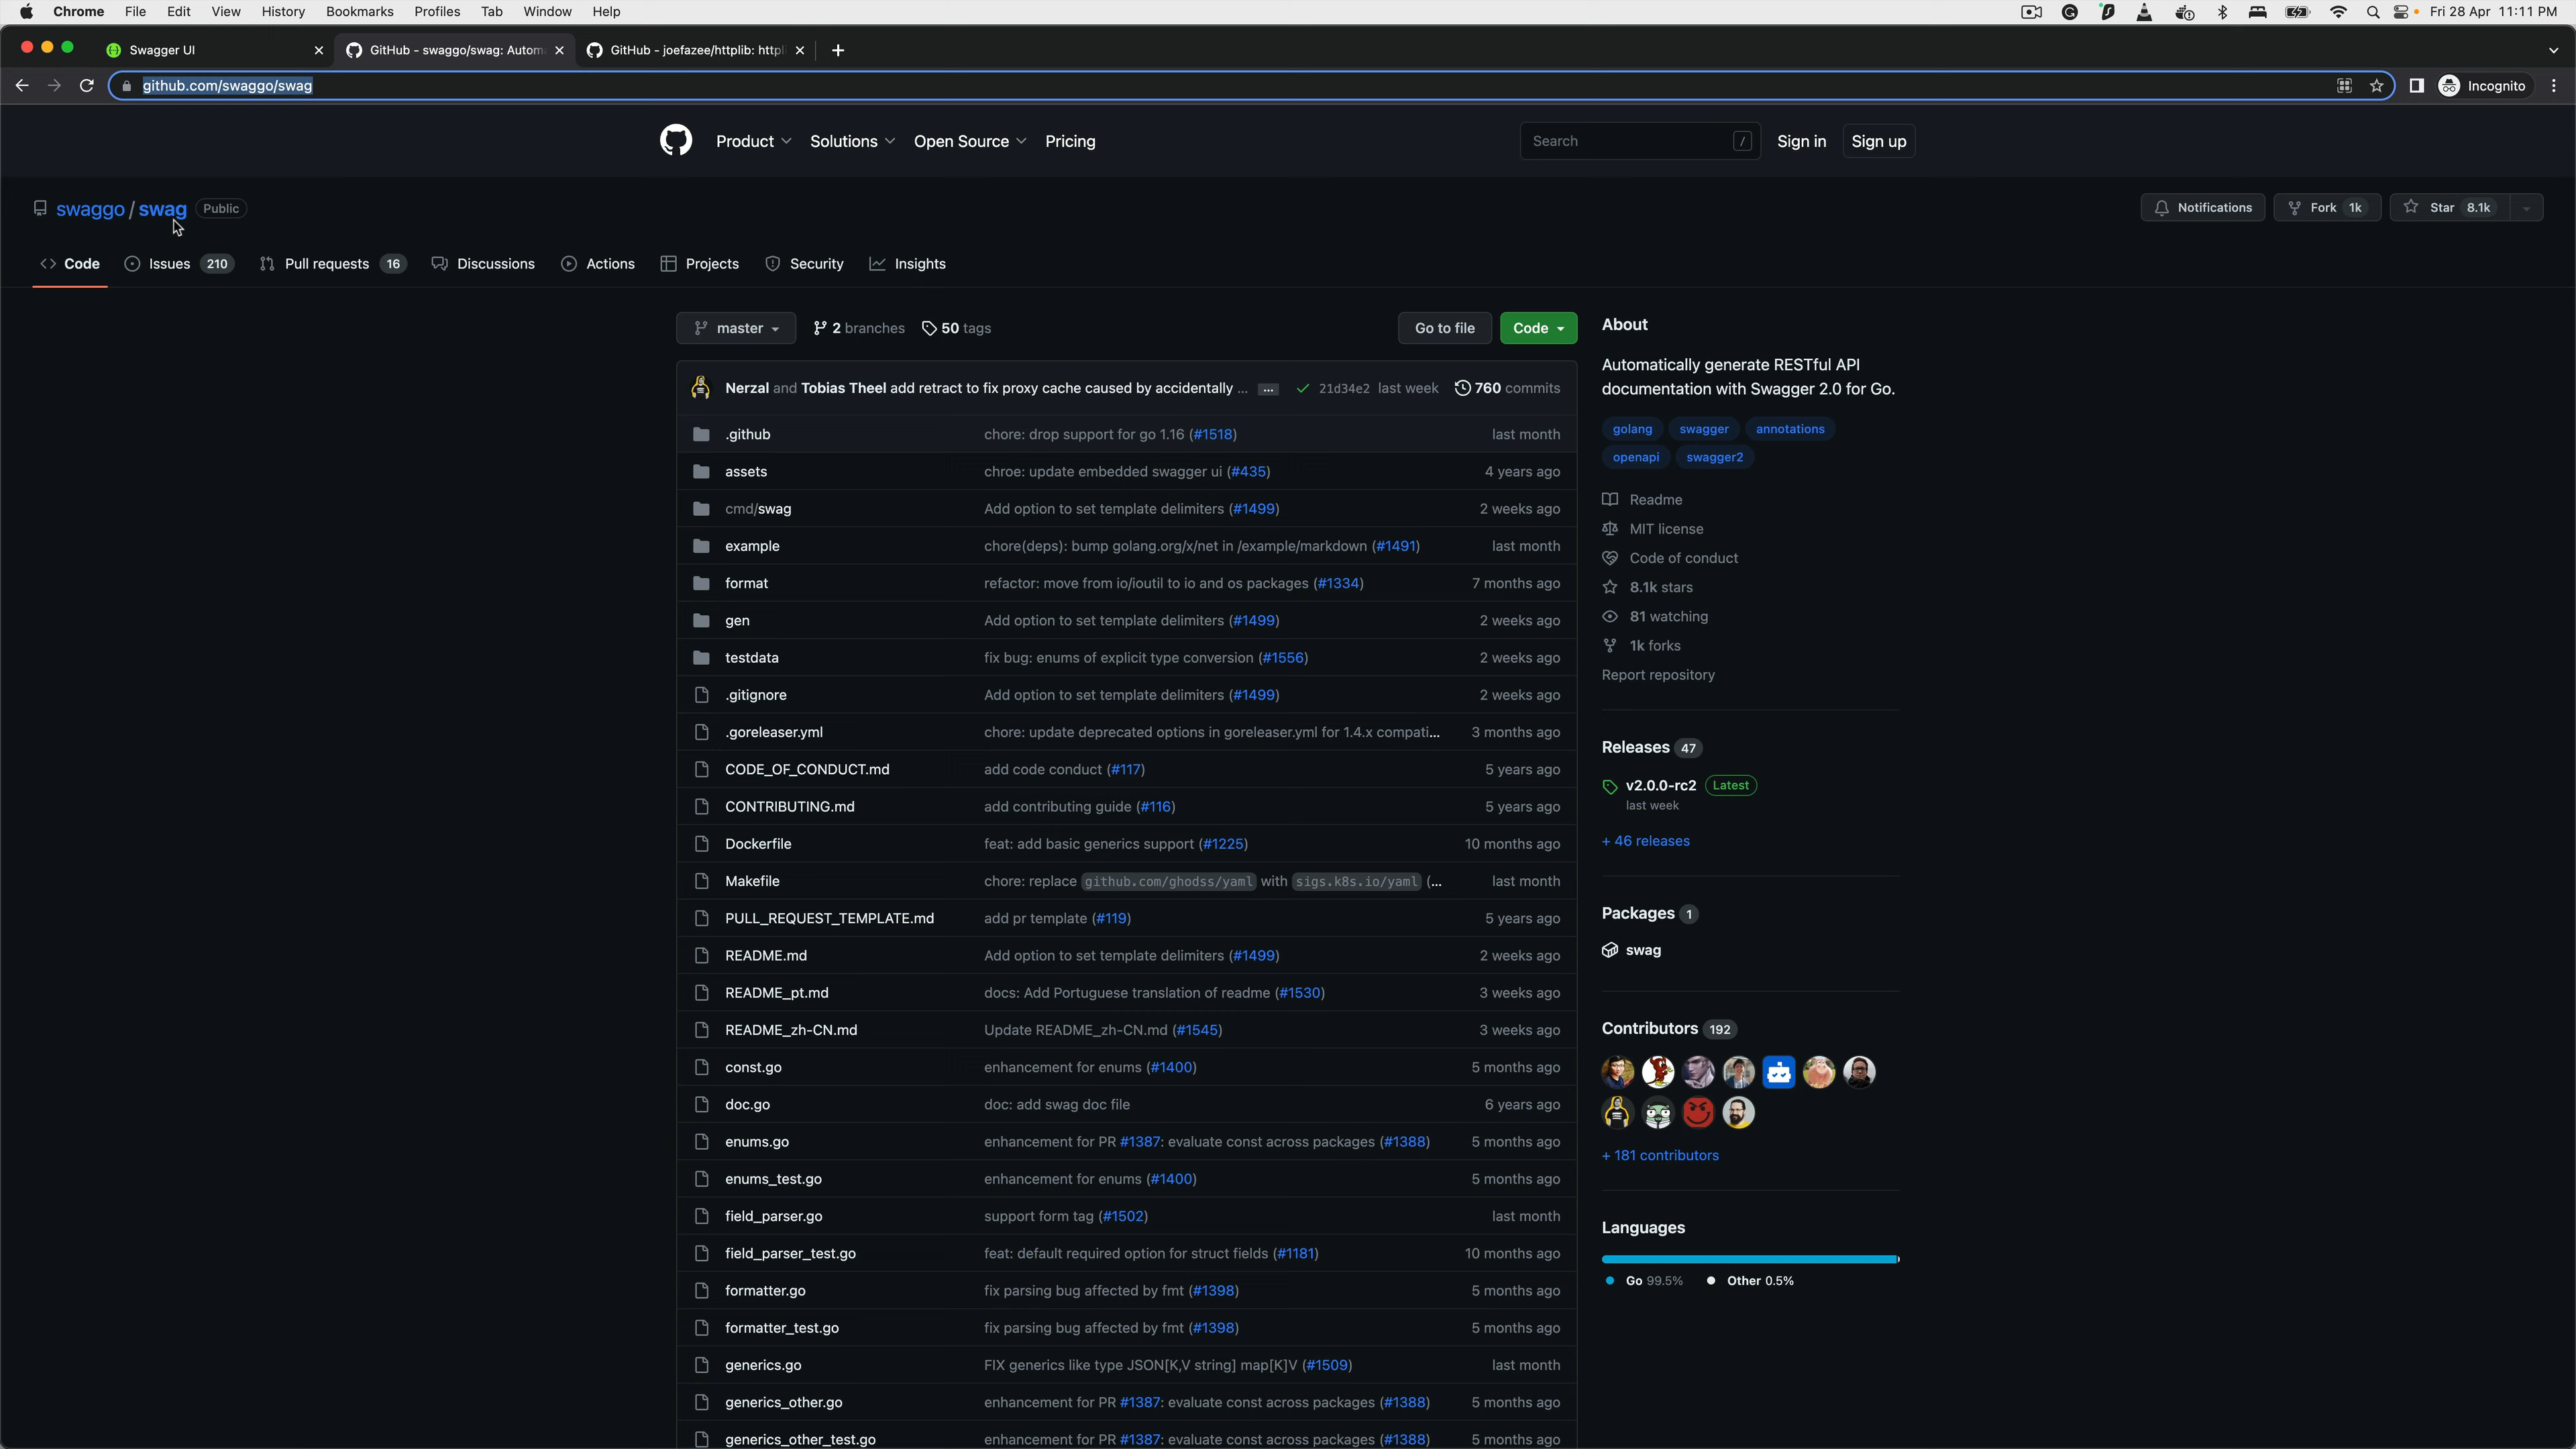 Chrome File Edit View History Bookmarks Profiles Tab Window Help Fri 28 Apr 11:11 PM
Swagger UI GitHub - swaggo/swag: Autom GitHub - joefazee/httplib: httpl
github.com/swaggo/swag Incognito
Product Solutions Open Source Pricing Search / Sign in Sign up
swaggo / swag Public Notifications Fork 1k Star 8.1k
Code Issues 210 Pull requests 16 Discussions Actions Projects Security Insights
master 2 branches 50 tags Go to file Code
Nerzal and Tobias Theel add retract to fix proxy cache caused by accidentally ... ... 21d34e2 last week 760 commits
.github chore: drop support for go 1.16 (#1518) last month
assets chroe: update embedded swagger ui (#435) 4 years ago
cmd/swag Add option to set template delimiters (#1499) 2 weeks ago
example chore(deps): bump golang.org/x/net in /example/markdown (#1491) last month
format refactor: move from io/ioutil to io and os packages (#1334) 7 months ago
gen Add option to set template delimiters (#1499) 2 weeks ago
testdata fix bug: enums of explicit type conversion (#1556) 2 weeks ago
.gitignore Add option to set template delimiters (#1499) 2 weeks ago
.goreleaser.yml chore: update deprecated options in goreleaser.yml for 1.4.x compati... 3 months ago
CODE_OF_CONDUCT.md add code conduct (#117) 5 years ago
CONTRIBUTING.md add contributing guide (#116) 5 years ago
Dockerfile feat: add basic generics support (#1225) 10 months ago
Makefile chore: replace github.com/ghodss/yaml with sigs.k8s.io/yaml (... last month
PULL_REQUEST_TEMPLATE.md add pr template (#119) 5 years ago
README.md Add option to set template delimiters (#1499) 2 weeks ago
README_pt.md docs: Add Portuguese translation of readme (#1530) 3 weeks ago
README_zh-CN.md Update README_zh-CN.md (#1545) 3 weeks ago
const.go enhancement for enums (#1400) 5 months ago
doc.go doc: add swag doc file 6 years ago
enums.go enhancement for PR #1387: evaluate const across packages (#1388) 5 months ago
enums_test.go enhancement for enums (#1400) 5 months ago
field_parser.go support form tag (#1502) last month
field_parser_test.go feat: default required option for struct fields (#1181) 10 months ago
formatter.go fix parsing bug affected by fmt (#1398) 5 months ago
formatter_test.go fix parsing bug affected by fmt (#1398) 5 months ago
generics.go FIX generics like type JSON[K,V string] map[K]V (#1509) last month
generics_other.go enhancement for PR #1387: evaluate const across packages (#1388) 5 months ago
generics_other_test.go enhancement for PR #1387: evaluate const across packages (#1388) 5 months ago
About
Automatically generate RESTful API
documentation with Swagger 2.0 for Go.
golang swagger annotations
openapi swagger2
Readme
MIT license
Code of conduct
8.1k stars
81 watching
1k forks
Report repository
Releases 47
v2.0.0-rc2 Latest
last week
+ 46 releases
Packages 1
swag
Contributors 192
+ 181 contributors
Languages
Go 99.5% Other 0.5%